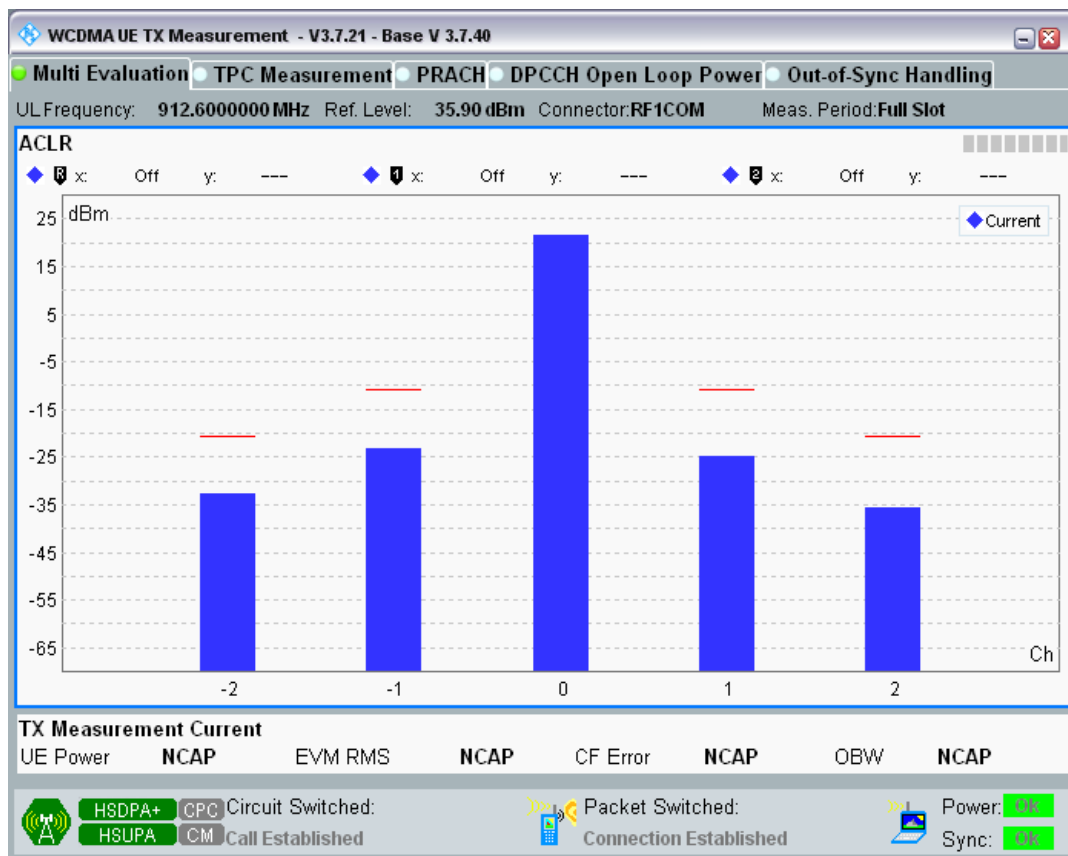 WCDMA UE TX Measurement - V3.7.21 - Base V 3.7.40
Multi Evaluation TPC Measurement PRACH DPCCH Open Loop Power Out-of-Sync Handling
UL Frequency: 912.6000000 MHz Ref. Level: 35.90 dBm Connector:RF1COM Meas. Period:Full Slot
ACLR
R x: Off y: --- 1 x: Off y: --- 2 x: Off y: ---
dBm
Current
25
15
5
-5
-15
-25
-35
-45
-55
-65
Ch
-2 -1 0 1 2
TX Measurement Current
UE Power NCAP EVM RMS NCAP CF Error NCAP OBW NCAP
HSDPA+ CPC Circuit Switched: Packet Switched: Power: OK
HSUPA CM Call Established Connection Established Sync: OK